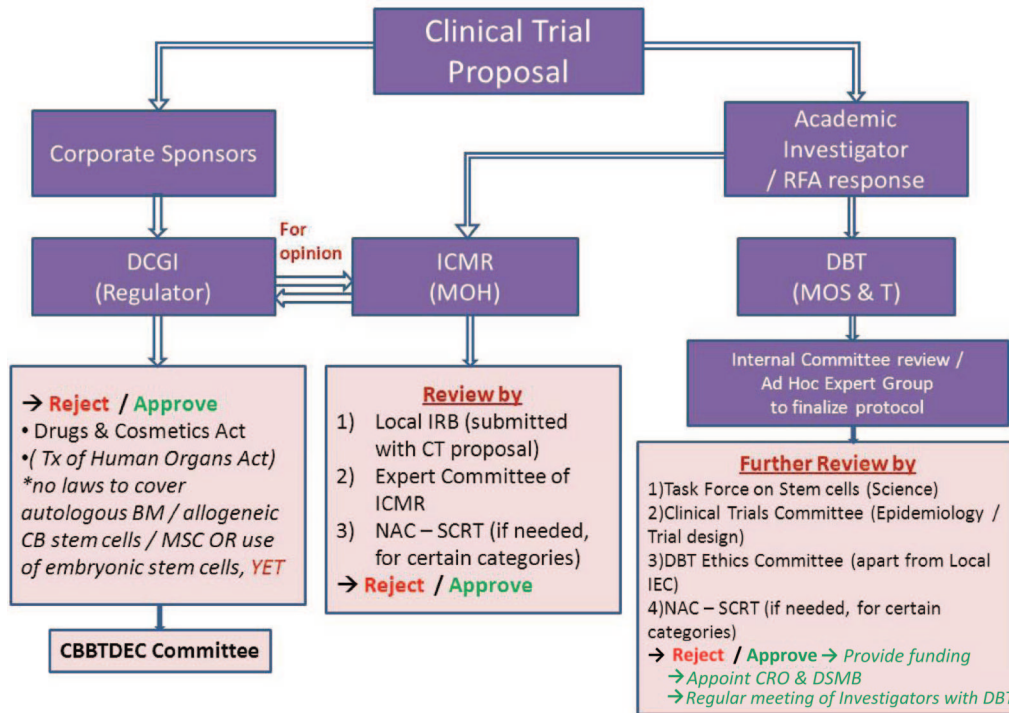 Clinical Trial
Proposal
Corporate Sponsors
Academic
Investigator
/ RFA response
DCGI
(Regulator)
For
opinion
ICMR
(MOH)
DBT
(MOS & T)
Internal Committee review /
Ad Hoc Expert Group
to finalize protocol
→ Reject / Approve
• Drugs & Cosmetics Act
•( Tx of Human Organs Act)
*no laws to cover
autologous BM / allogeneic
CB stem cells / MSC OR use
of embryonic stem cells, YET
CBBTDEC Committee
Review by
1) Local IRB (submitted
with CT proposal)
2) Expert Committee of
ICMR
3) NAC – SCRT (if needed,
for certain categories)
→ Reject / Approve
Further Review by
1)Task Force on Stem cells (Science)
2)Clinical Trials Committee (Epidemiology /
Trial design)
3)DBT Ethics Committee (apart from Local
IEC)
4)NAC – SCRT (if needed, for certain
categories)
→ Reject / Approve → Provide funding
→ Appoint CRO & DSMB
→ Regular meeting of Investigators with DBT